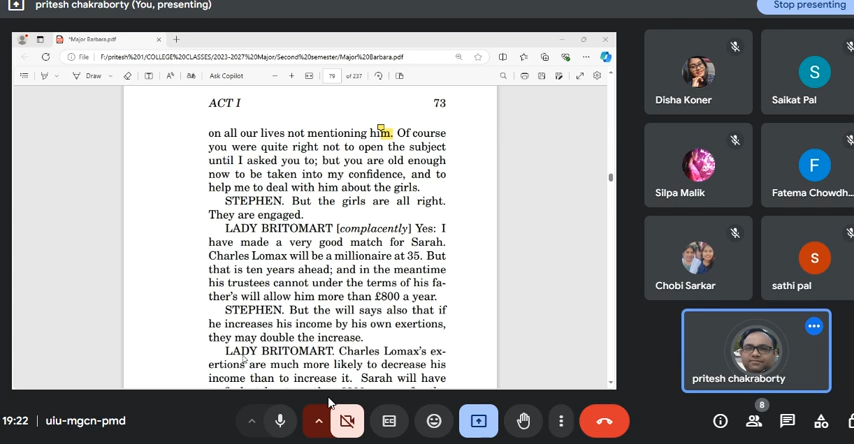 pritesh chakraborty (You, presenting)
Stop presenting
*Major Barbara.pdf
File
F:/pritesh%201/COLLEGE%20CLASSES/2023-2027%20Major/Second%20semester/Major%20Barbara.pdf
Draw
Ask Copilot
79 of 237
ACT I 73
on all our lives not mentioning him. Of course
you were quite right not to open the subject
until I asked you to; but you are old enough
now to be taken into my confidence, and to
help me to deal with him about the girls.
STEPHEN. But the girls are all right.
They are engaged.
LADY BRITOMART [complacently] Yes: I
have made a very good match for Sarah.
Charles Lomax will be a millionaire at 35. But
that is ten years ahead; and in the meantime
his trustees cannot under the terms of his fa-
ther's will allow him more than £800 a year.
STEPHEN. But the will says also that if
he increases his income by his own exertions,
they may double the increase.
LADY BRITOMART. Charles Lomax's ex-
ertions are much more likely to decrease his
income than to increase it. Sarah will have
Disha Koner
S
Saikat Pal
Silpa Malik
F
Fatema Chowdh...
Chobi Sarkar
S
sathi pal
pritesh chakraborty
19:22 | uiu-mgcn-pmd
8